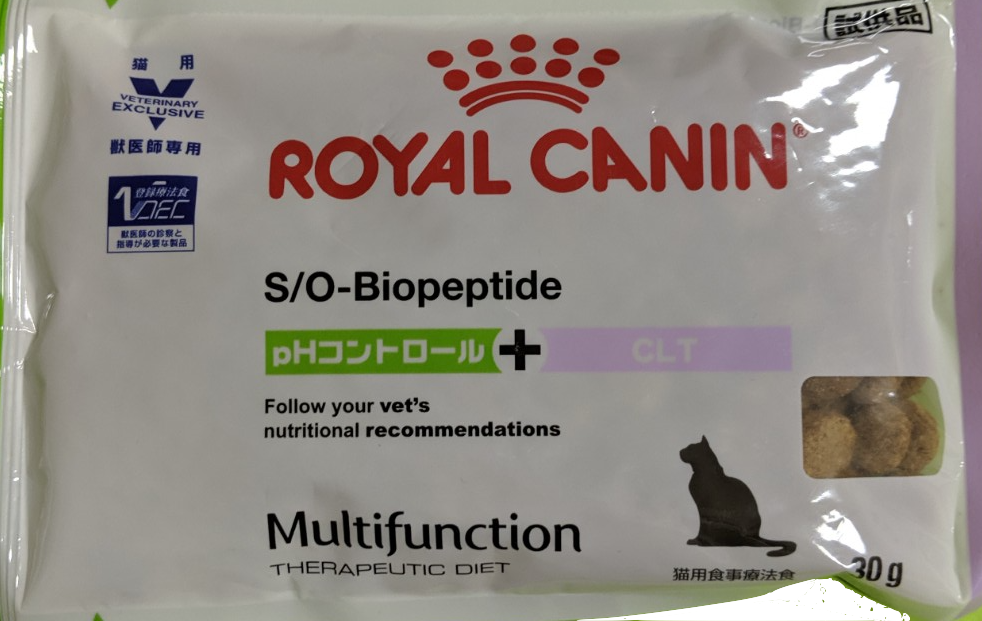 試供品
猫 用
VETERINARY
EXCLUSIVE
獣医師専用
登録療法食
VDEC
獣医師の診察と
指導が必要な製品
ROYAL CANIN®
S/O-Biopeptide
pHコントロール + CLT
Follow your vet's
nutritional recommendations
Multifunction
THERAPEUTIC DIET
猫用食事療法食
30g